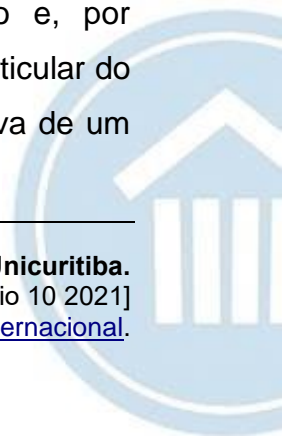 o e, por
ticular do
va de um
Unicuritiba.
io 10 2021]
ernacional.